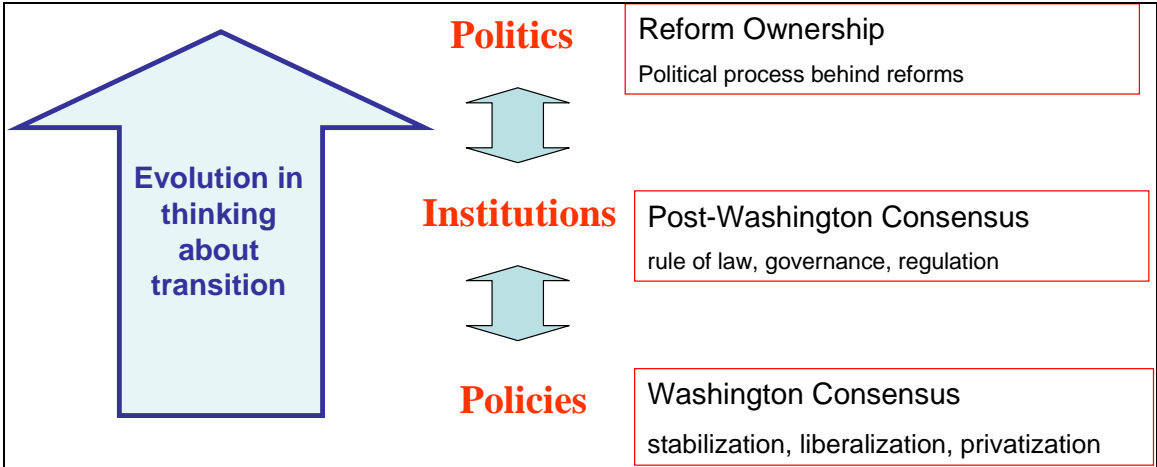 Politics
Reform Ownership
Political process behind reforms
Evolution in
thinking
about
transition
Institutions
Post-Washington Consensus
rule of law, governance, regulation
Policies
Washington Consensus
stabilization, liberalization, privatization